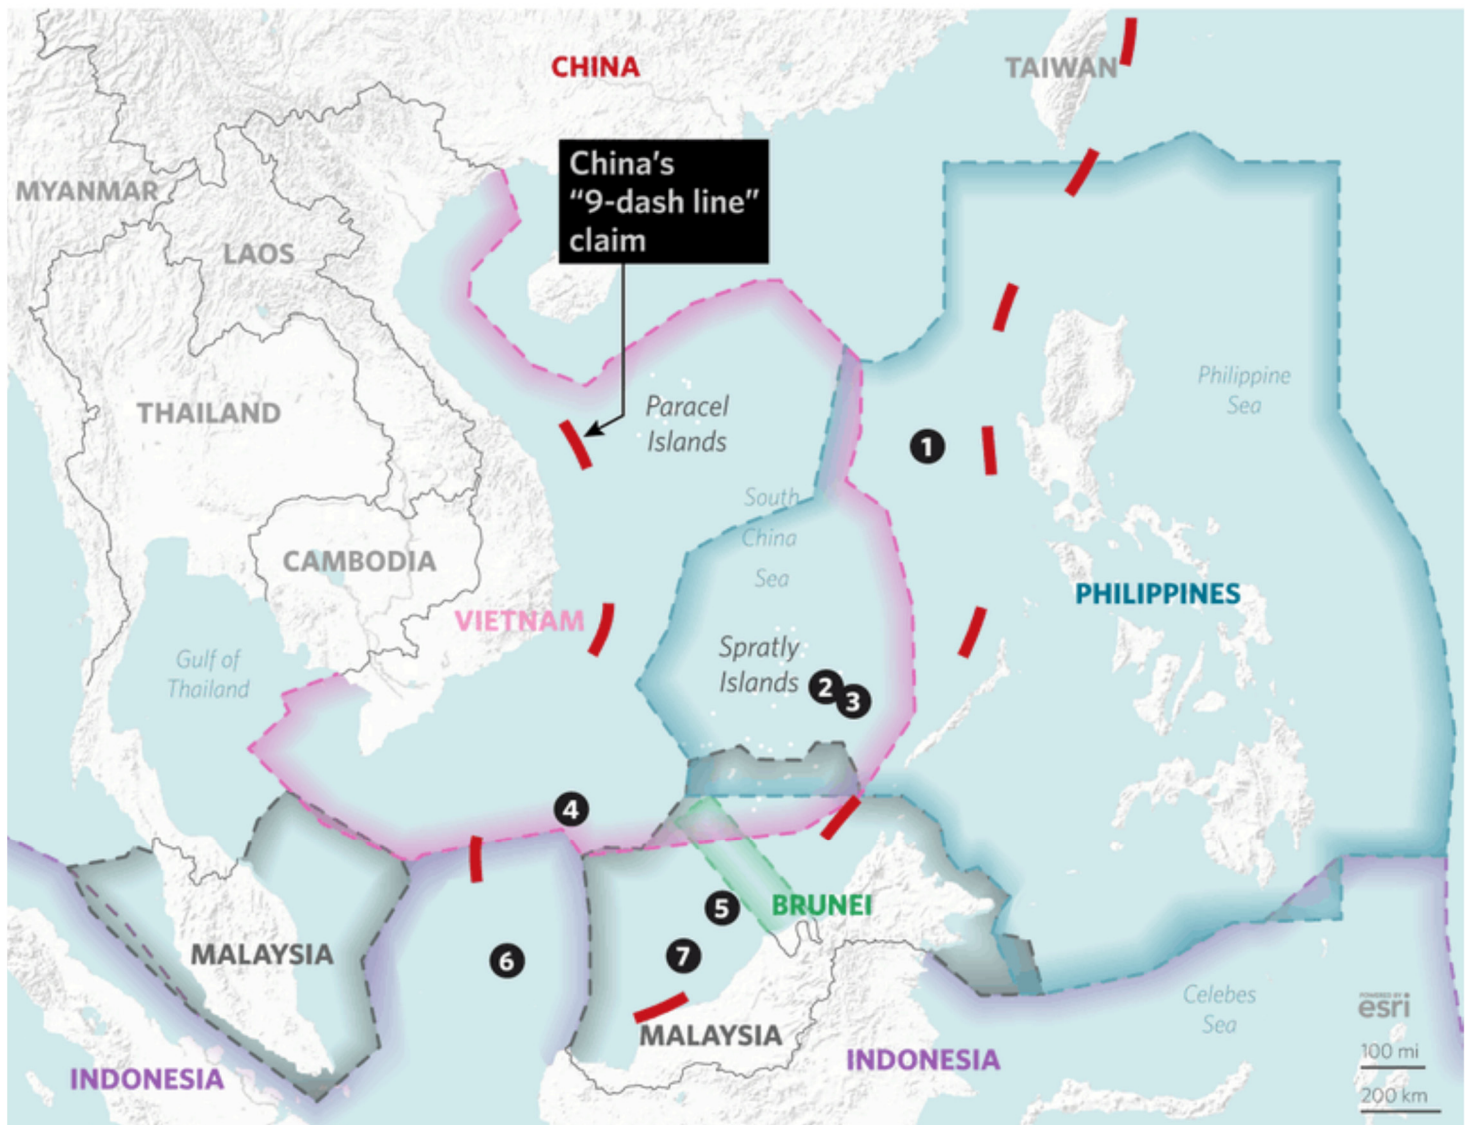 CHINA
TAIWAN
China's
"9-dash line"
claim
MYANMAR
LAOS
Philippine
Sea
THAILAND
Paracel
Islands
1
South
China
Sea
CAMBODIA
VIETNAM
PHILIPPINES
Gulf of
Thailand
Spratly
Islands
2
3
4
5
BRUNEI
MALAYSIA
6
7
Celebes
Sea
MALAYSIA
INDONESIA
INDONESIA
POWERED BY
esri
100 mi
200 km